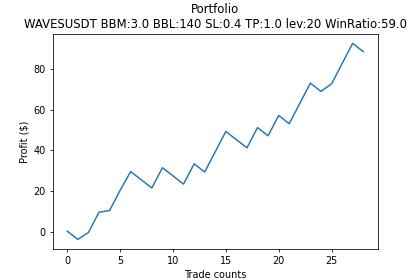 Portfolio
WAVESUSDT BBM:3.0 BBL:140 SL:0.4 TP:1.0 lev:20 WinRatio:59.0
Profit ($)
80
60
40
20
0
0 5 10 15 20 25
Trade counts